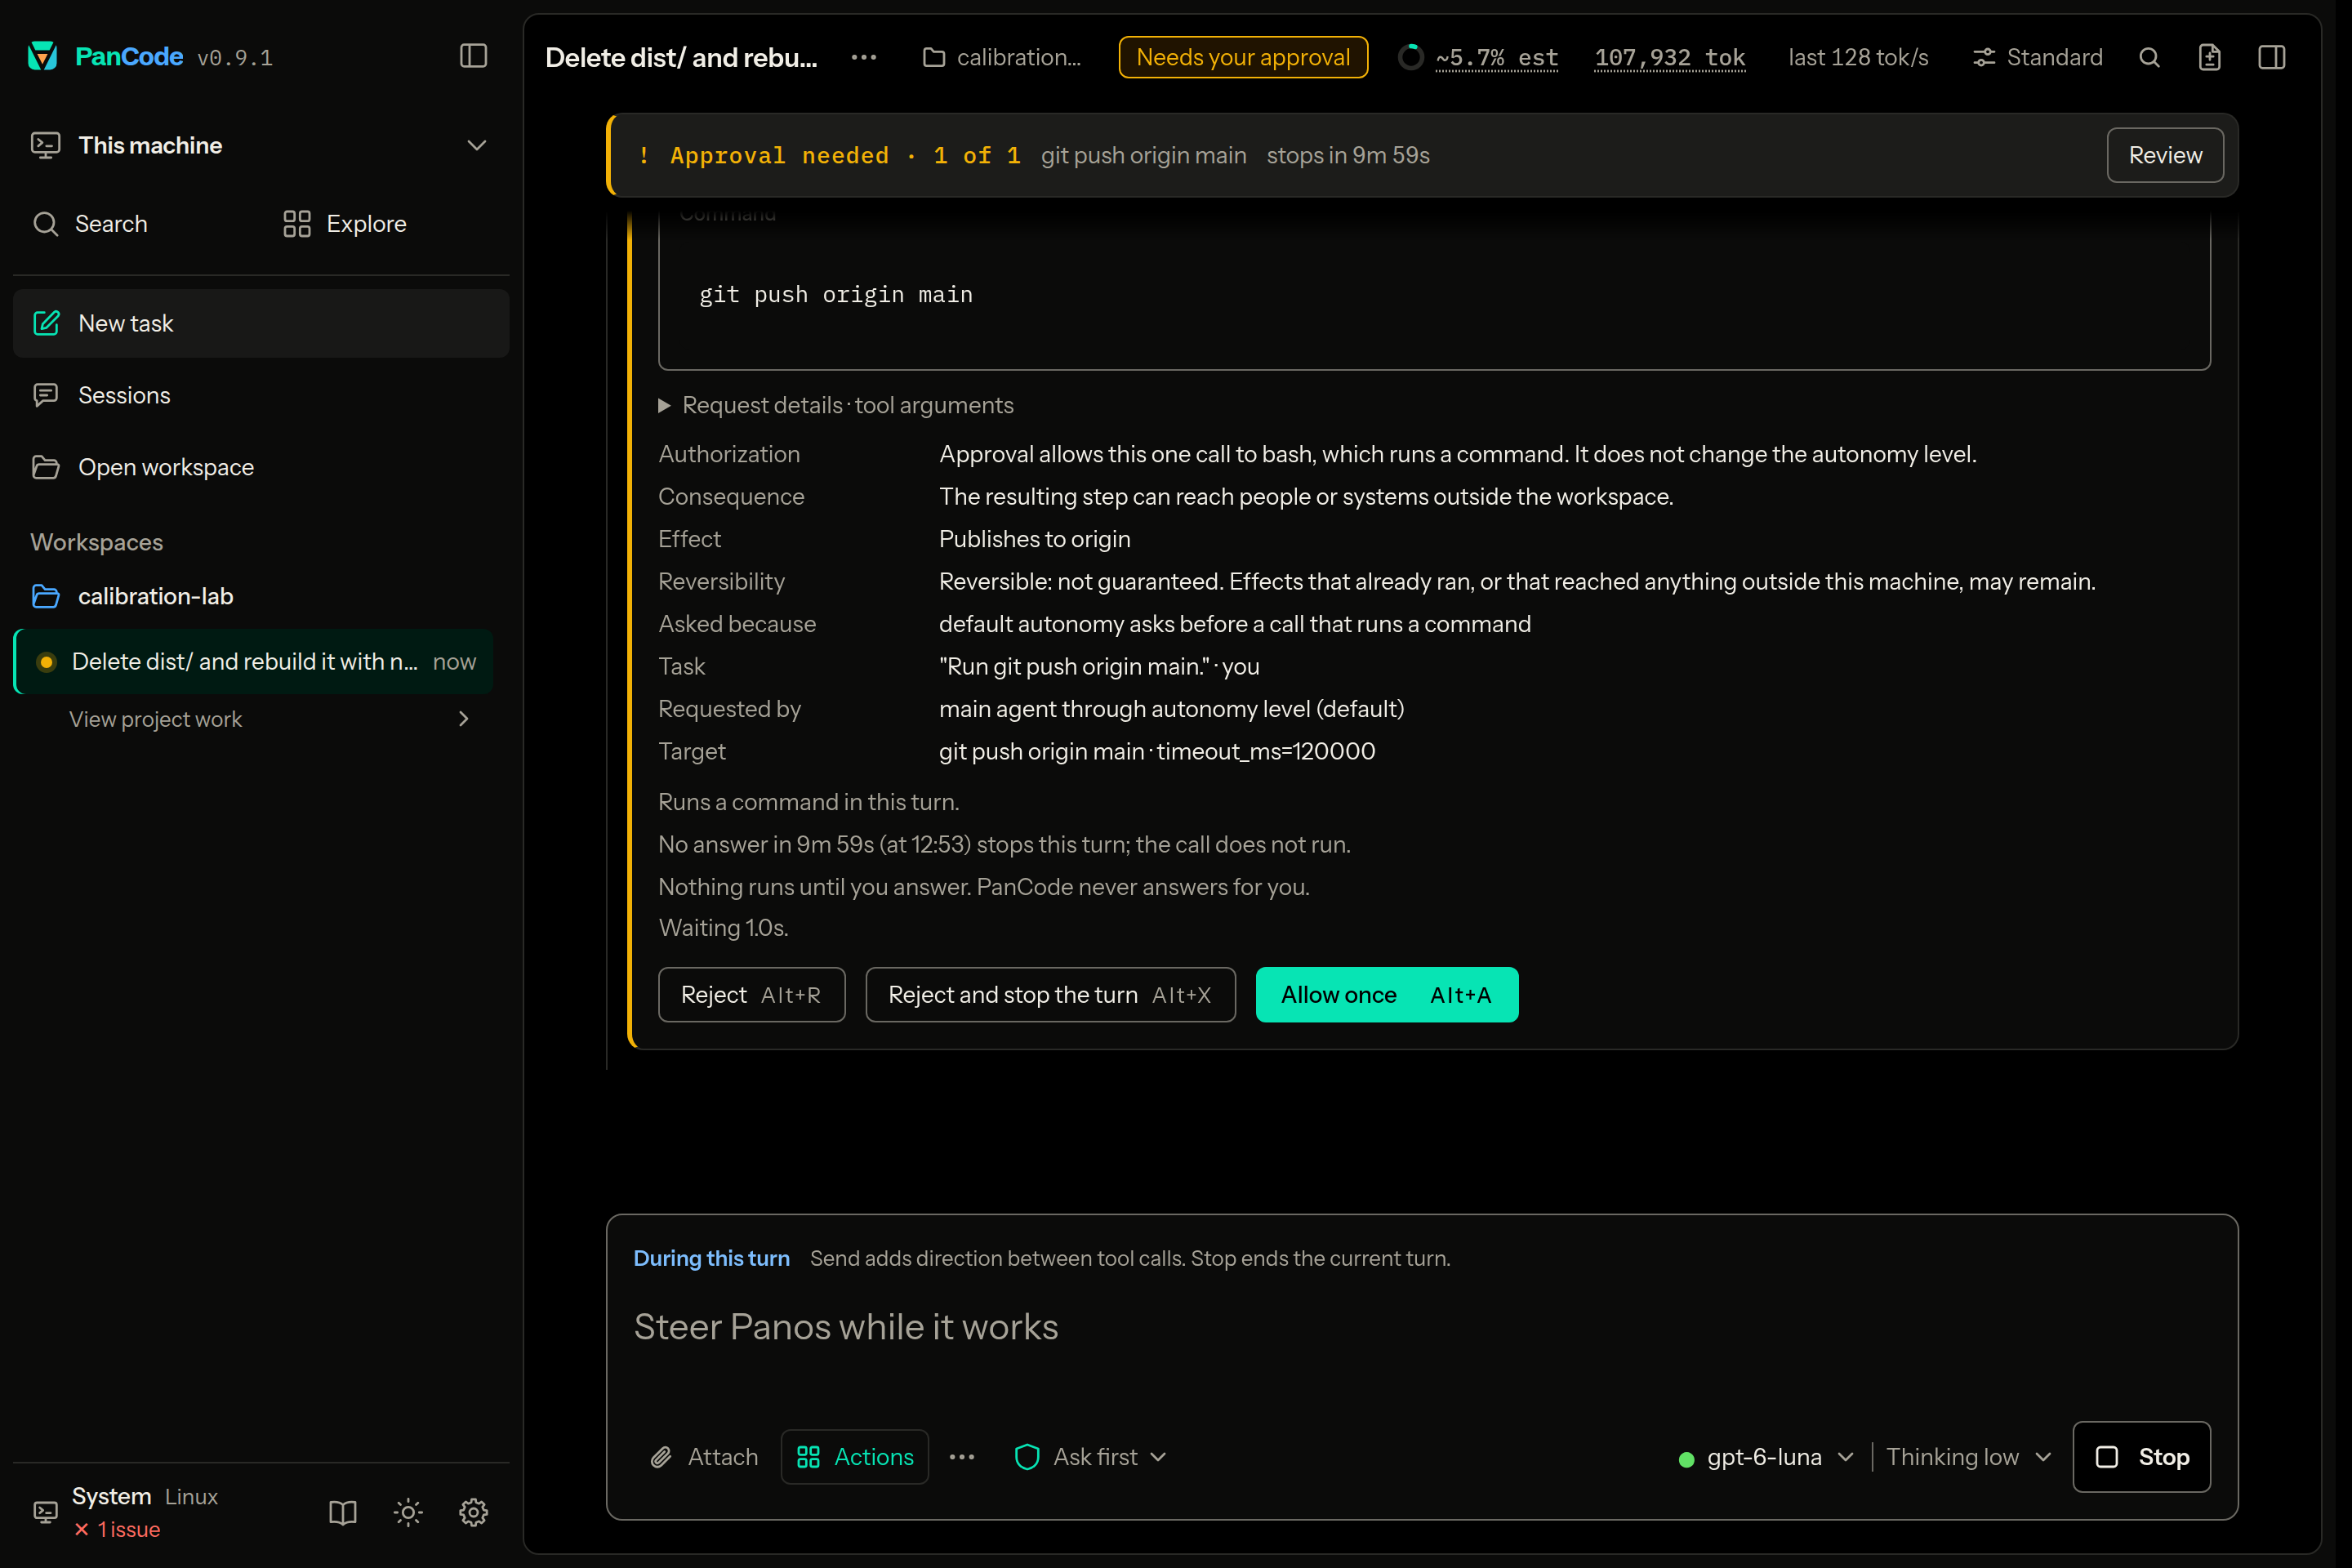 PanCode v0.9.1
This machine
Search
Explore
New task
Sessions
Open workspace
Workspaces
calibration-lab
Delete dist/ and rebuild it with n... now
View project work
System Linux
✕ 1 issue
Delete dist/ and rebu... ···
calibration...
Needs your approval
~5.7% est
107,932 tok
last 128 tok/s
Standard
! Approval needed · 1 of 1 git push origin main stops in 9m 59s
Review
Command
git push origin main
▶ Request details · tool arguments
Authorization Approval allows this one call to bash, which runs a command. It does not change the autonomy level.
Consequence The resulting step can reach people or systems outside the workspace.
Effect Publishes to origin
Reversibility Reversible: not guaranteed. Effects that already ran, or that reached anything outside this machine, may remain.
Asked because default autonomy asks before a call that runs a command
Task "Run git push origin main." · you
Requested by main agent through autonomy level (default)
Target git push origin main · timeout_ms=120000
Runs a command in this turn.
No answer in 9m 59s (at 12:53) stops this turn; the call does not run.
Nothing runs until you answer. PanCode never answers for you.
Waiting 1.0s.
Reject Alt+R
Reject and stop the turn Alt+X
Allow once Alt+A
During this turn Send adds direction between tool calls. Stop ends the current turn.
Steer Panos while it works
Attach
Actions
···
Ask first
gpt-6-luna
Thinking low
Stop